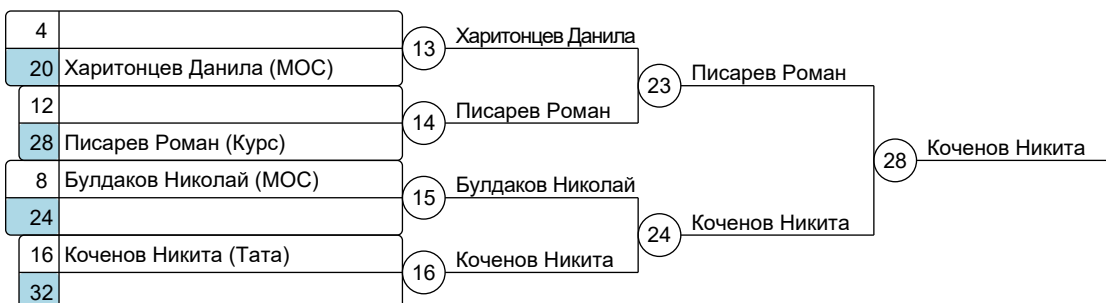 4
20 Харитонцев Данила (МОС)
12
28 Писарев Роман (Курс)
8 Булдаков Николай (МОС)
24
16 Коченов Никита (Тата)
32
13 Харитонцев Данила
14 Писарев Роман
15 Булдаков Николай
16 Коченов Никита
23 Писарев Роман
24 Коченов Никита
28 Коченов Никита